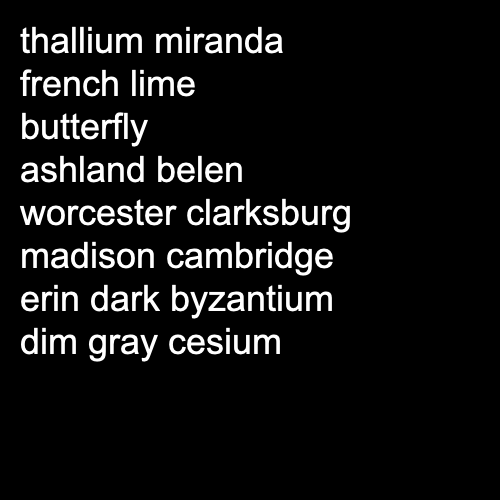 thallium miranda
french lime
butterfly
ashland belen
worcester clarksburg
madison cambridge
erin dark byzantium
dim gray cesium